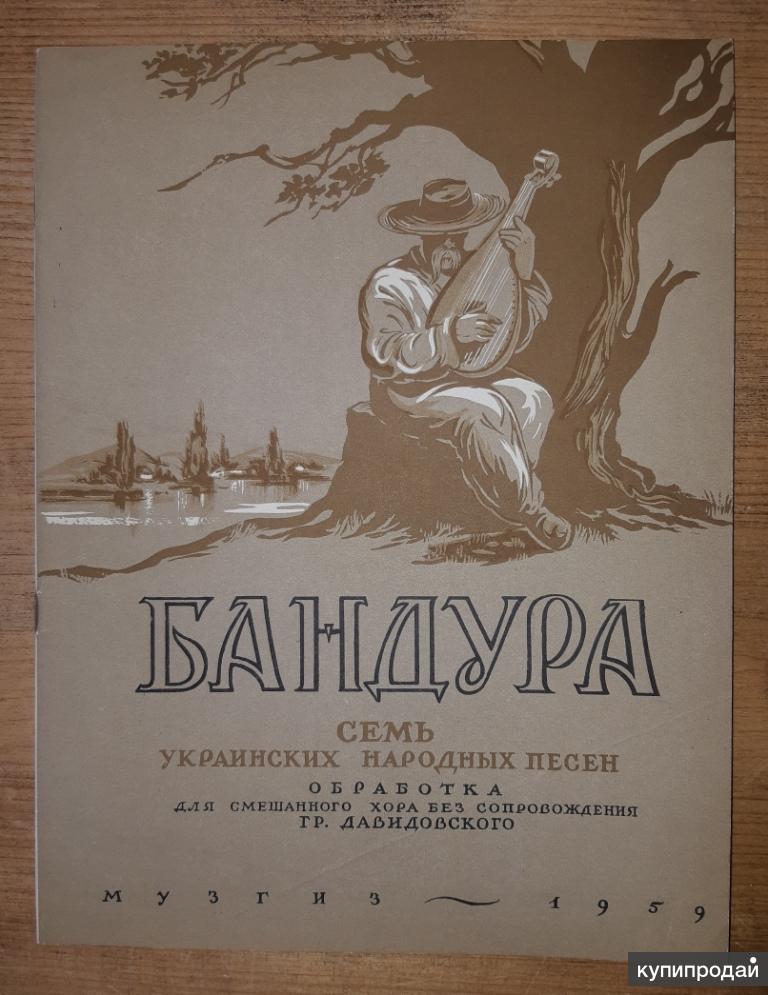 БАНДУРА
СЕМЬ
УКРАИНСКИХ НАРОДНЫХ ПЕСЕН
ОБРАБОТКА
ДЛЯ СМЕШАННОГО ХОРА БЕЗ СОПРОВОЖДЕНИЯ
ГР. ДАВИДОВСКОГО
МУЗГИЗ ~ 1959
купипродай